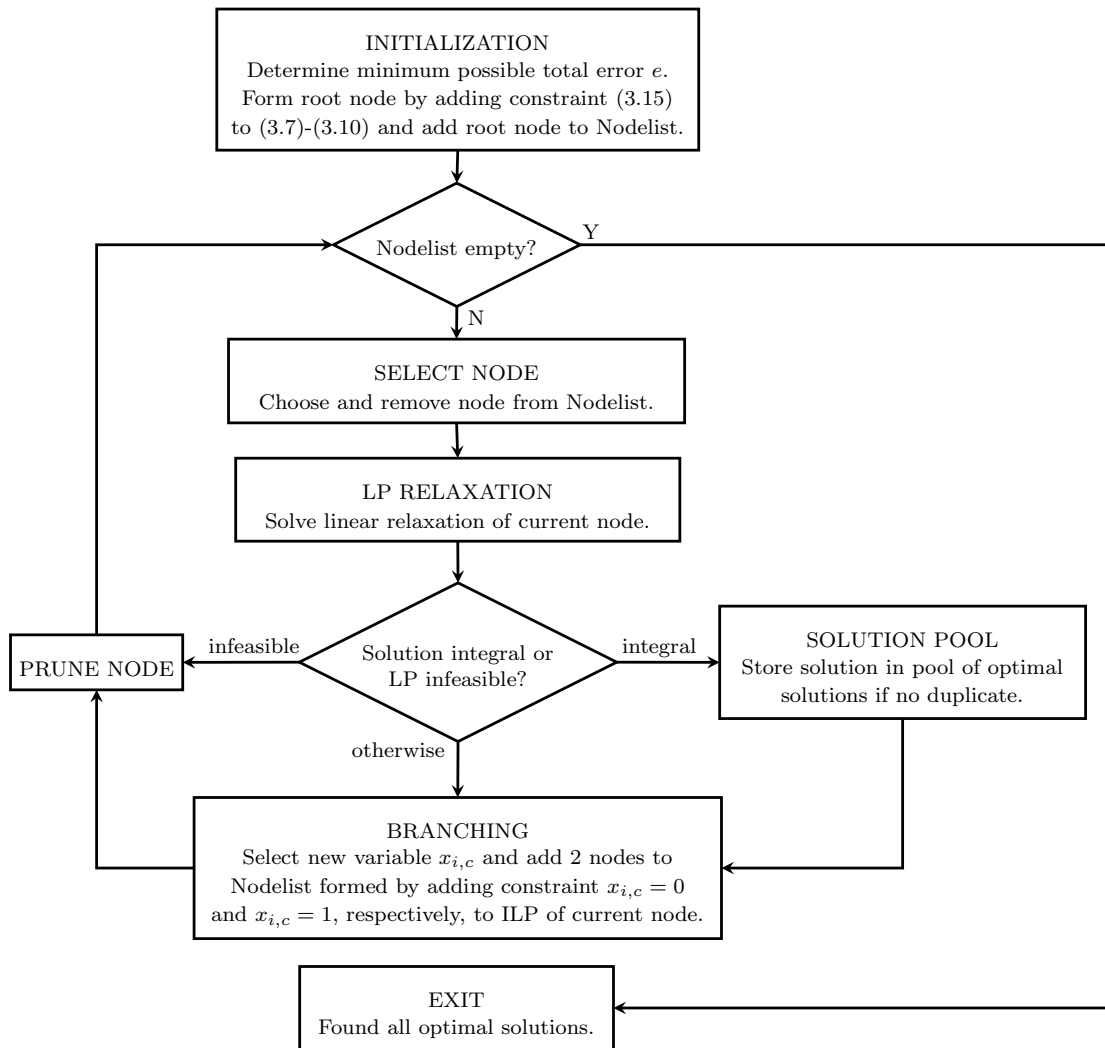 INITIALIZATION
Determine minimum possible total error e.
Form root node by adding constraint (3.15)
to (3.7)-(3.10) and add root node to Nodelist.
Nodelist empty?
Y
N
SELECT NODE
Choose and remove node from Nodelist.
LP RELAXATION
Solve linear relaxation of current node.
infeasible
Solution integral or
LP infeasible?
integral
PRUNE NODE
SOLUTION POOL
Store solution in pool of optimal
solutions if no duplicate.
otherwise
BRANCHING
Select new variable x_{i,c} and add 2 nodes to
Nodelist formed by adding constraint x_{i,c} = 0
and x_{i,c} = 1, respectively, to ILP of current node.
EXIT
Found all optimal solutions.